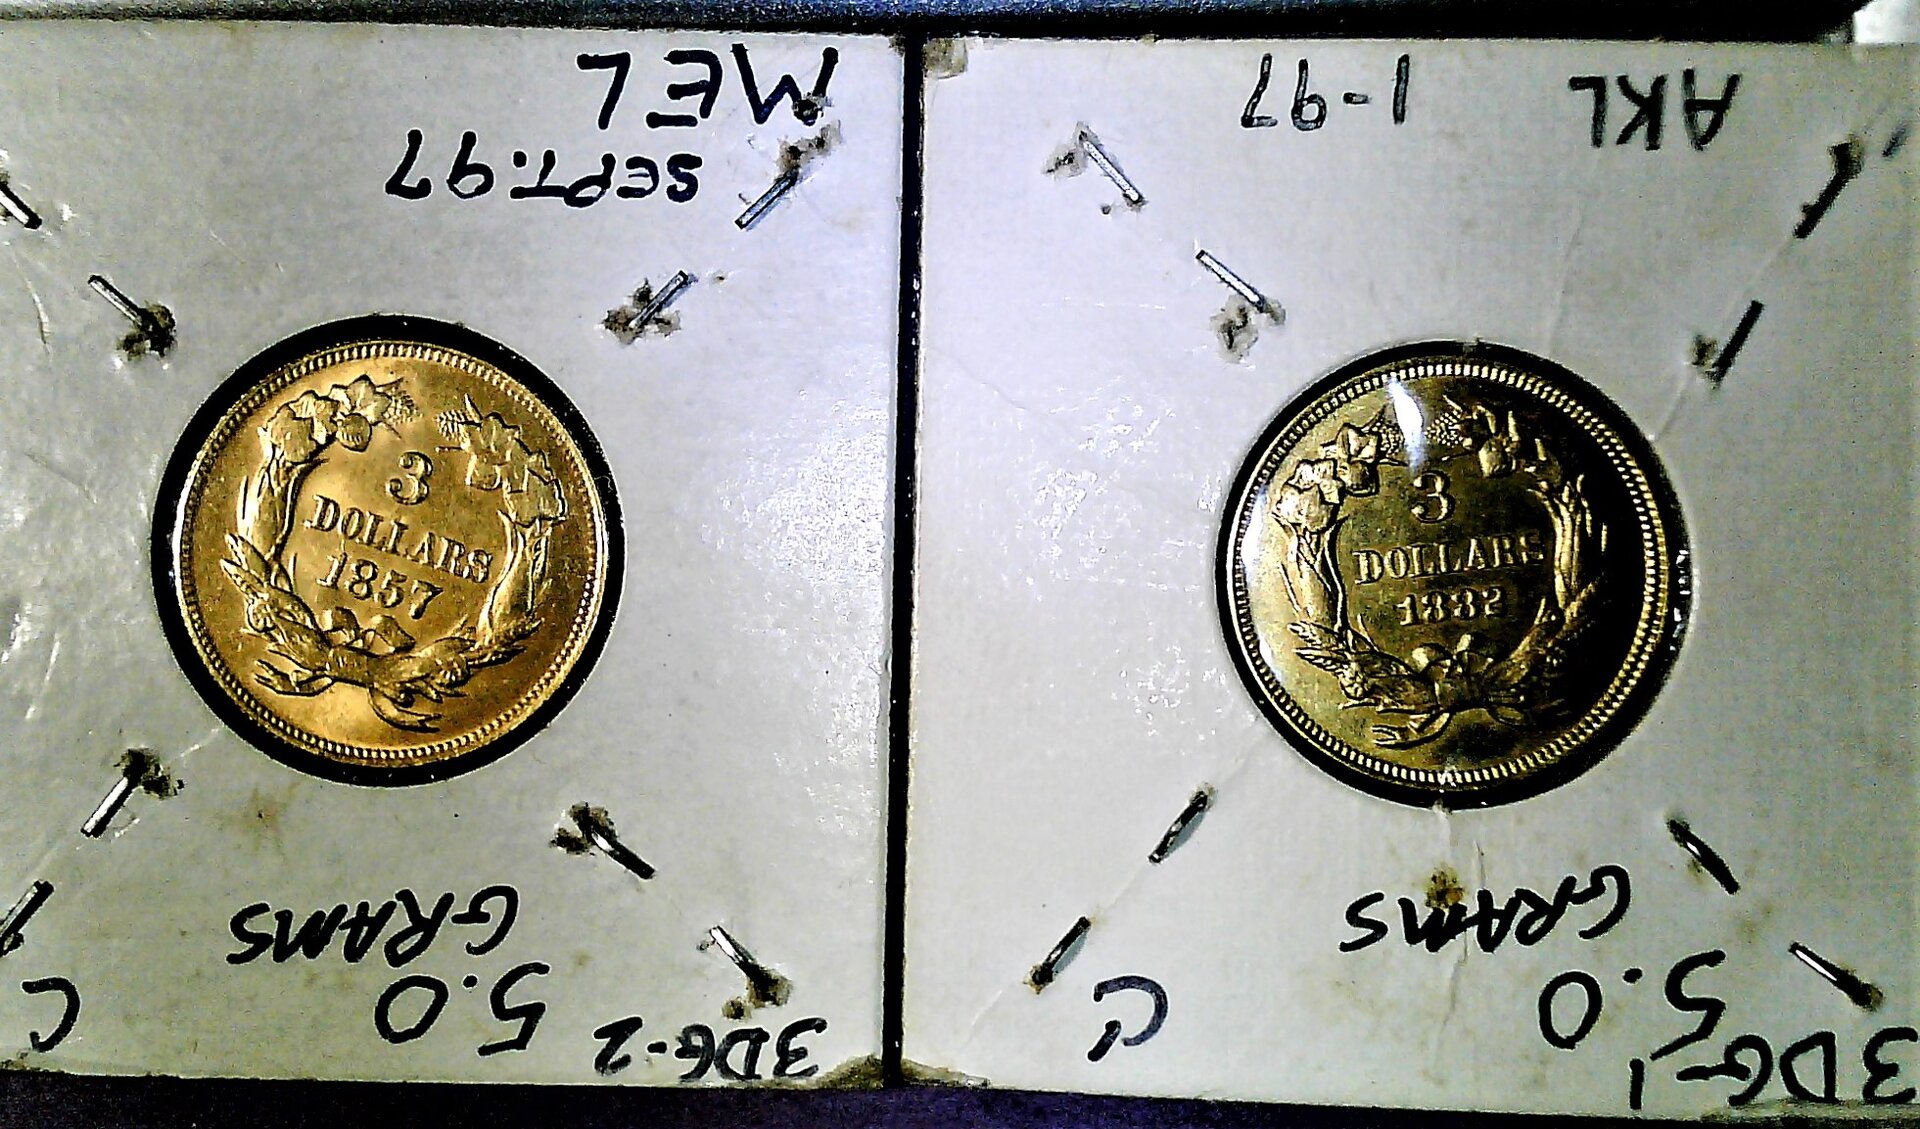 MEL
SEPT.97
3
DOLLARS
1857
5.0
GRAMS
3DG-2
C
AKL
1-97
3
DOLLARS
1882
GRAMS
5.0
3DG-1
C